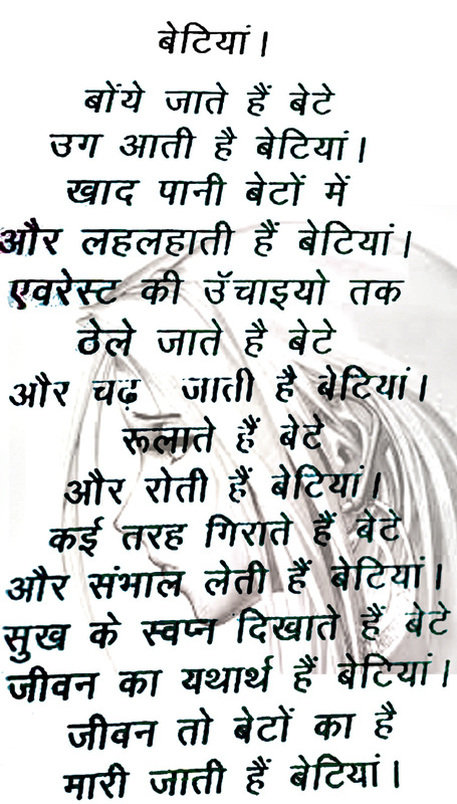 बेटियां।
बोंये जाते हैं बेटे
उग आती है बेटियां।
खाद पानी बेटों में
और लहलहाती हैं बेटियां।
एवरेस्ट की उॅचाइयो तक
ठेले जाते है बेटे
और चढ़ जाती है बेटियां।
रूलाते हैं बेटे
और रोती हैं बेटियां।
कई तरह गिराते हैं बेटे
और संभाल लेती हैं बेटियां।
सुख के स्वप्न दिखाते हैं बेटे
जीवन का यथार्थ हैं बेटियां।
जीवन तो बेटों का है
मारी जाती हैं बेटियां।